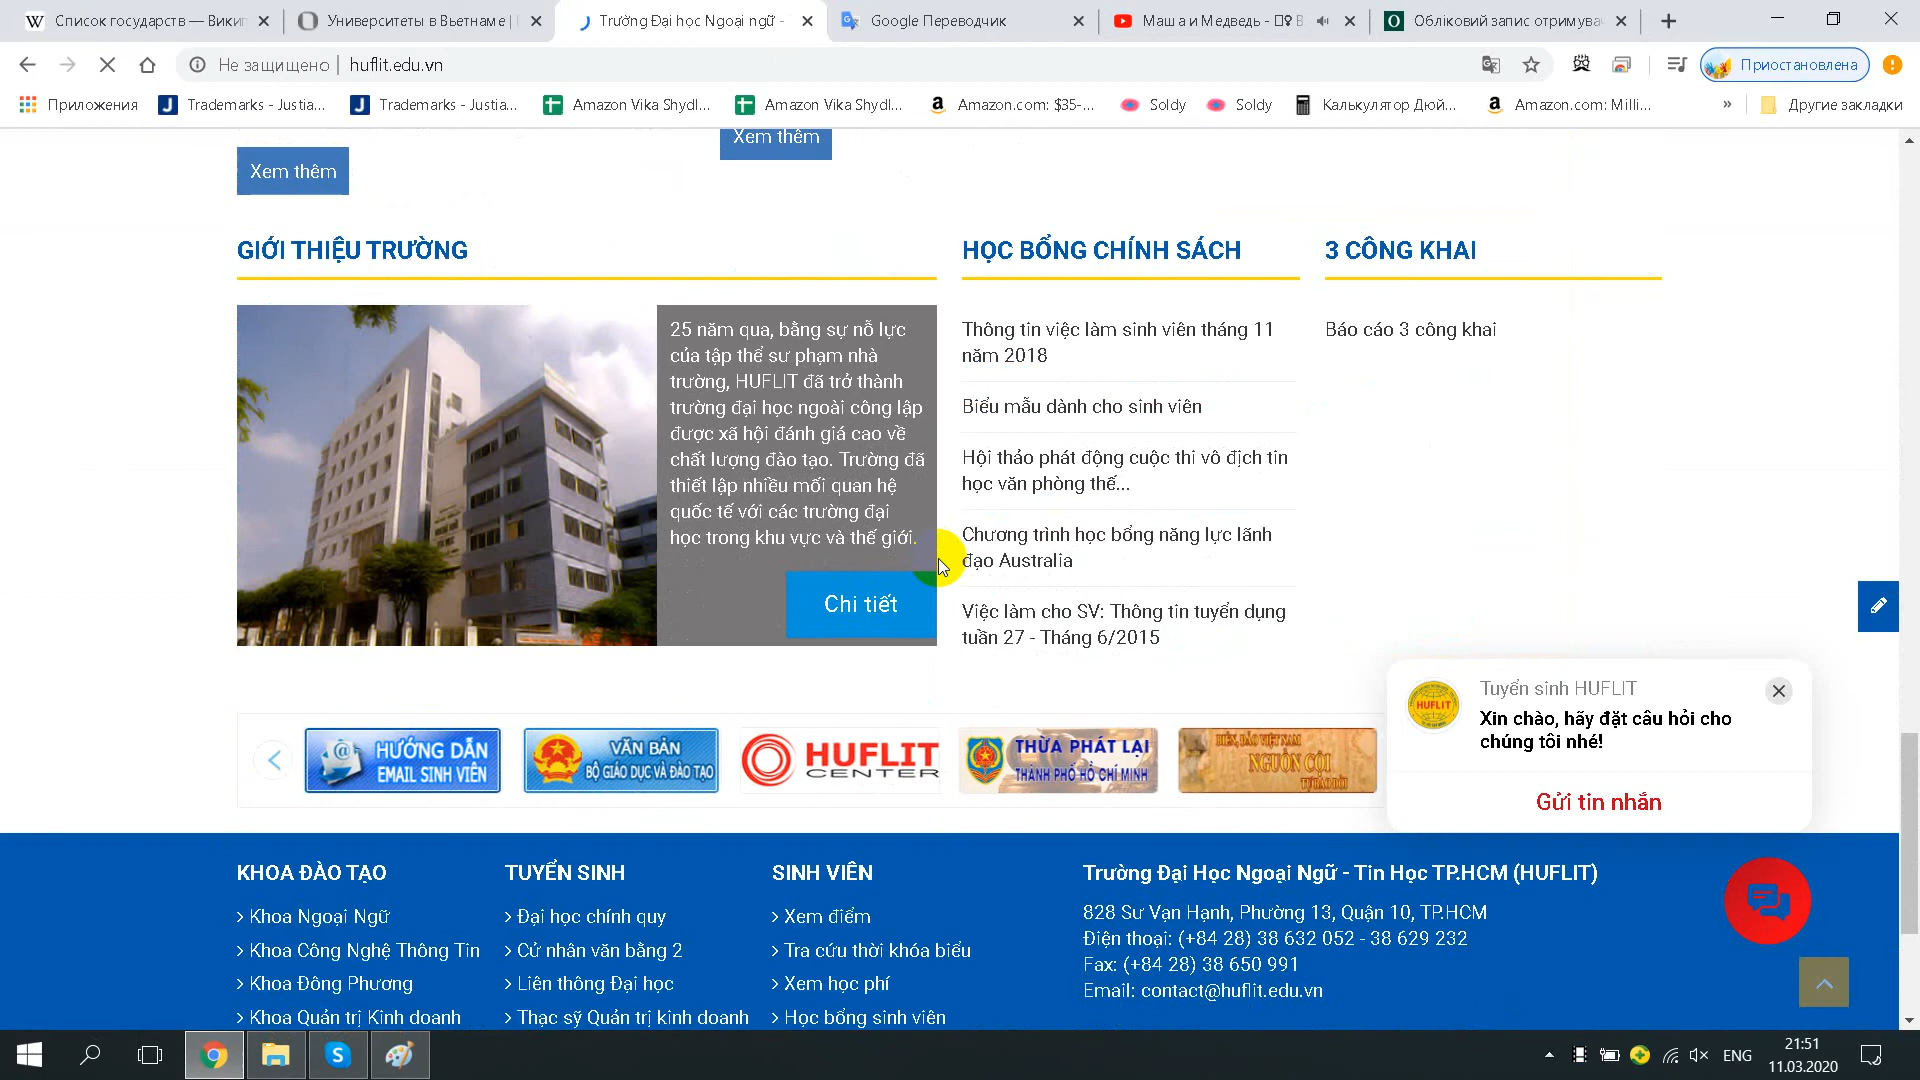 Список государств — Викип
Университеты в Вьетнаме |
Trường Đại học Ngoại ngữ -
Google Переводчик
Маша и Медведь -
Обліковий запис отримува
Не защищено
huflit.edu.vn
Приостановлена
Приложения
Trademarks - Justia...
Trademarks - Justia...
Amazon Vika Shydl...
Amazon Vika Shydl...
Amazon.com: $35-...
Soldy
Soldy
Калькулятор Дюй...
Amazon.com: Milli...
»
Другие закладки
Xem thêm
Xem thêm
GIỚI THIỆU TRƯỜNG
25 năm qua, bằng sự nỗ lực
của tập thể sư phạm nhà
trường, HUFLIT đã trở thành
trường đại học ngoài công lập
được xã hội đánh giá cao về
chất lượng đào tạo. Trường đã
thiết lập nhiều mối quan hệ
quốc tế với các trường đại
học trong khu vực và thế giới.
Chi tiết
HỌC BỔNG CHÍNH SÁCH
Thông tin việc làm sinh viên tháng 11
năm 2018
Biểu mẫu dành cho sinh viên
Hội thảo phát động cuộc thi vô địch tin
học văn phòng thế...
Chương trình học bổng năng lực lãnh
đạo Australia
Việc làm cho SV: Thông tin tuyển dụng
tuần 27 - Tháng 6/2015
3 CÔNG KHAI
Báo cáo 3 công khai
HUFLIT
Tuyển sinh HUFLIT
Xin chào, hãy đặt câu hỏi cho
chúng tôi nhé!
Gửi tin nhắn
HƯỚNG DẪN
EMAIL SINH VIÊN
VĂN BẢN
BỘ GIÁO DỤC VÀ ĐÀO TẠO
HUFLIT
CENTER
THỪA PHÁT LẠI
THÀNH PHỐ HỒ CHÍ MINH
BIỂN, ĐẢO VIỆT NAM
NGUỒN CỘI
TỰ BAO ĐỜI
KHOA ĐÀO TẠO
Khoa Ngoại Ngữ
Khoa Công Nghệ Thông Tin
Khoa Đông Phương
Khoa Quản trị Kinh doanh
TUYỂN SINH
Đại học chính quy
Cử nhân văn bằng 2
Liên thông Đại học
Thạc sỹ Quản trị kinh doanh
SINH VIÊN
Xem điểm
Tra cứu thời khóa biểu
Xem học phí
Học bổng sinh viên
Trường Đại Học Ngoại Ngữ - Tin Học TP.HCM (HUFLIT)
828 Sư Vạn Hạnh, Phường 13, Quận 10, TP.HCM
Điện thoại: (+84 28) 38 632 052 - 38 629 232
Fax: (+84 28) 38 650 991
Email: contact@huflit.edu.vn
ENG
21:51
11.03.2020